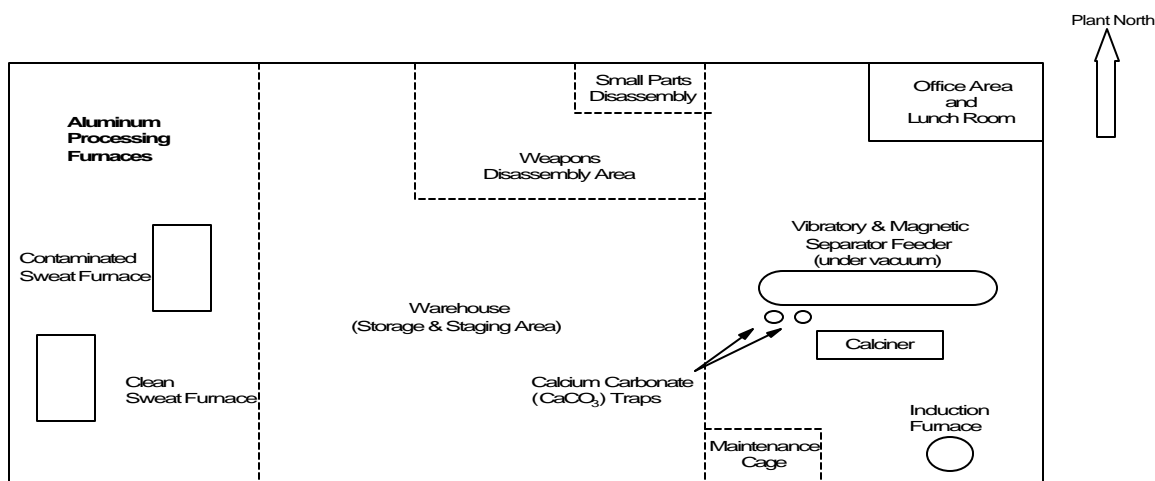 Plant North
Small Parts
Disassembly
Office Area
and
Lunch Room
Aluminum
Processing
Furnaces
Weapons
Disassembly Area
Vibratory & Magnetic
Separator Feeder
(under vacuum)
Contaminated
Sweat Furnace
Warehouse
(Storage & Staging Area)
Calciner
Clean
Sweat Furnace
Calcium Carbonate
(CaCO₃) Traps
Induction
Furnace
Maintenance
Cage